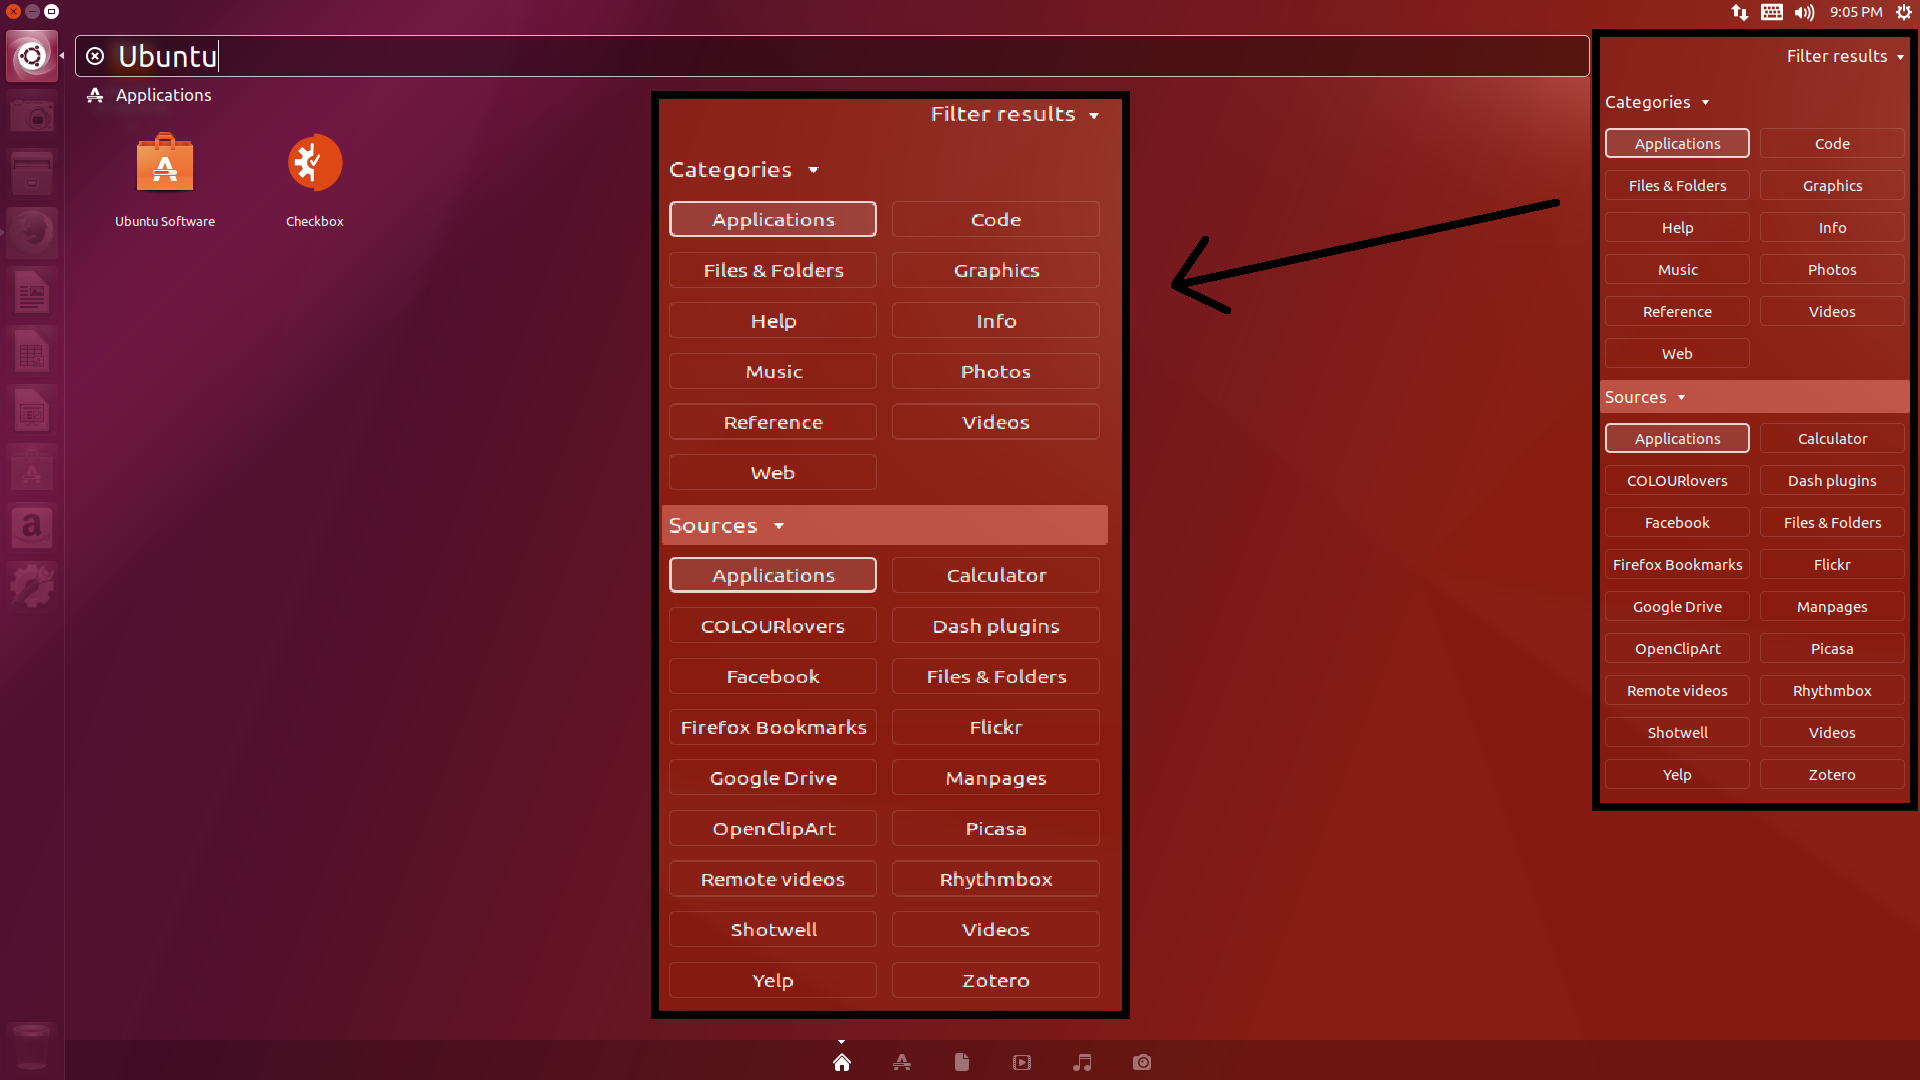 9:05 PM
Ubuntu
Applications
Ubuntu Software
Checkbox
Filter results
Categories
Applications Code
Files & Folders Graphics
Help Info
Music Photos
Reference Videos
Web
Sources
Applications Calculator
COLOURlovers Dash plugins
Facebook Files & Folders
Firefox Bookmarks Flickr
Google Drive Manpages
OpenClipArt Picasa
Remote videos Rhythmbox
Shotwell Videos
Yelp Zotero
Filter results
Categories
Applications Code
Files & Folders Graphics
Help Info
Music Photos
Reference Videos
Web
Sources
Applications Calculator
COLOURlovers Dash plugins
Facebook Files & Folders
Firefox Bookmarks Flickr
Google Drive Manpages
OpenClipArt Picasa
Remote videos Rhythmbox
Shotwell Videos
Yelp Zotero